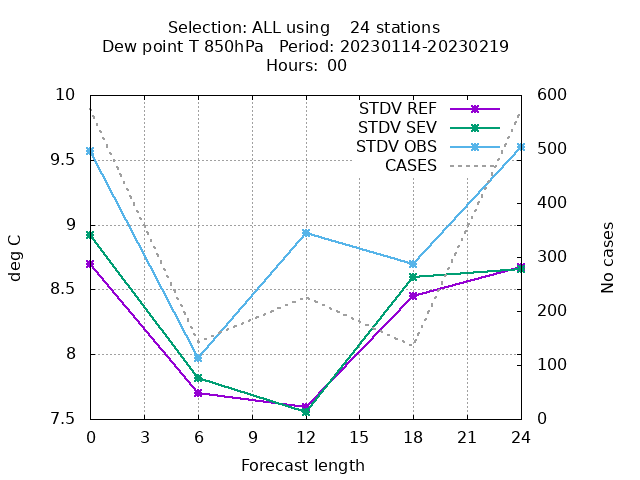 Selection: ALL using    24 stations
Dew point T 850hPa   Period: 20230114-20230219
Hours: 00
STDV REF
STDV SEV
STDV OBS
CASES
deg C
10
9.5
9
8.5
8
7.5
600
500
400
300
200
100
0
No cases
0 3 6 9 12 15 18 21 24
Forecast length